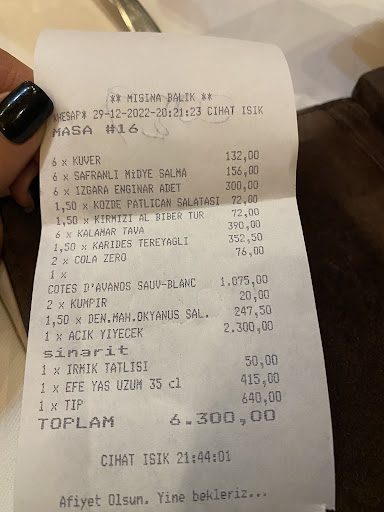 ** MISINA BALIK **
*HESAP* 29-12-2022-20:21:23 CIHAT ISIK
MASA #16
6 x KUVER 132,00
6 x SAFRANLI MiDYE SALMA 156,00
6 x IZGARA ENGINAR ADET 300,00
1,50 x KOZDE PATLICAN SALATASI 72,00
1,50 x KIRMIZI AL BIBER TUR 72,00
6 x KALAMAR TAVA 390,00
1,50 x KARIDES TEREYAGLI 352,50
2 x COLA ZERO 76,00
1 x
COTES D'AVANOS SAUV-BLANC 1.075,00
2 x KUMPIR 20,00
1,50 x DEN.MAH.OKYANUS SAL. 247,50
1 x ACIK YIYECEK 2.300,00
sinarit
1 x IRMIK TATLISI 50,00
1 x EFE YAS UZUM 35 cl 415,00
1 x TIP 640,00
TOPLAM 6.300,00
CIHAT ISIK 21:44:01
Afiyet Olsun. Yine bekleriz...